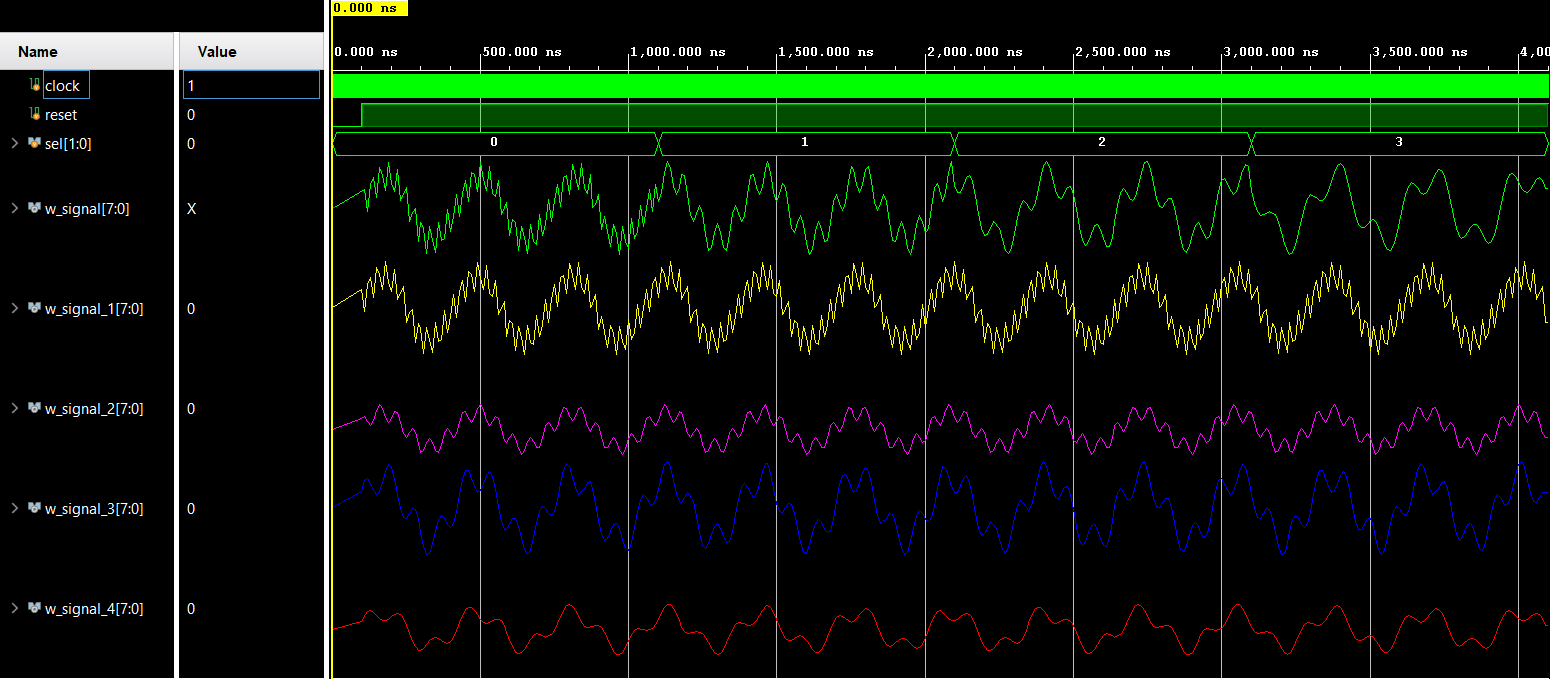 0.000 ns
Name Value
0.000 ns 500.000 ns 1,000.000 ns 1,500.000 ns 2,000.000 ns 2,500.000 ns 3,000.000 ns 3,500.000 ns 4,00
clock 1
reset 0
sel[1:0] 0 0 1 2 3
w_signal[7:0] X
w_signal_1[7:0] 0
w_signal_2[7:0] 0
w_signal_3[7:0] 0
w_signal_4[7:0] 0